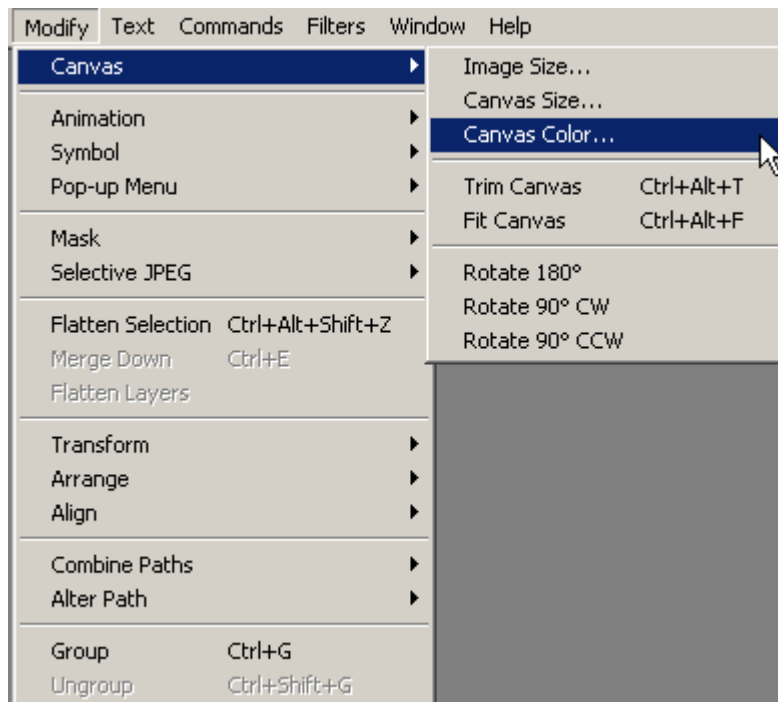 Modify Text Commands Filters Window Help
Canvas
Animation
Symbol
Pop-up Menu
Mask
Selective JPEG
Flatten Selection Ctrl+Alt+Shift+Z
Merge Down Ctrl+E
Flatten Layers
Transform
Arrange
Align
Combine Paths
Alter Path
Group Ctrl+G
Ungroup Ctrl+Shift+G
Image Size...
Canvas Size...
Canvas Color...
Trim Canvas Ctrl+Alt+T
Fit Canvas Ctrl+Alt+F
Rotate 180°
Rotate 90° CW
Rotate 90° CCW